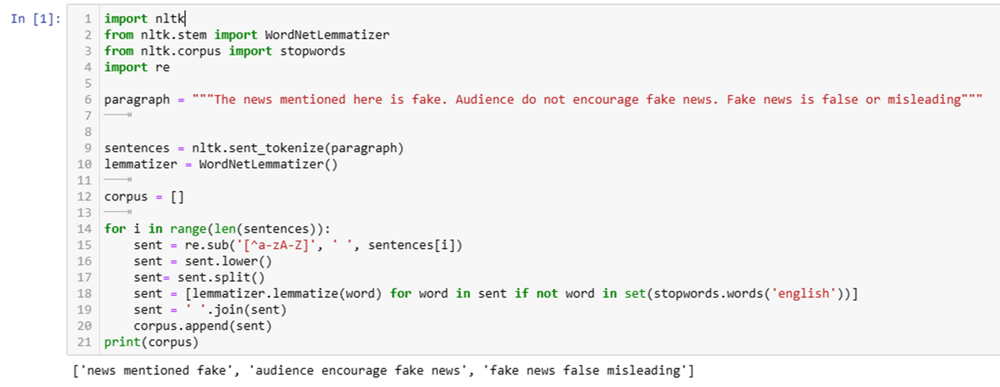 In [1]:
1 import nltk
2 from nltk.stem import WordNetLemmatizer
3 from nltk.corpus import stopwords
4 import re
5
6 paragraph = """The news mentioned here is fake. Audience do not encourage fake news. Fake news is false or misleading"""
7
8
9 sentences = nltk.sent_tokenize(paragraph)
10 lemmatizer = WordNetLemmatizer()
11
12 corpus = []
13
14 for i in range(len(sentences)):
15     sent = re.sub('[^a-zA-Z]', ' ', sentences[i])
16     sent = sent.lower()
17     sent= sent.split()
18     sent = [lemmatizer.lemmatize(word) for word in sent if not word in set(stopwords.words('english'))]
19     sent = ' '.join(sent)
20     corpus.append(sent)
21 print(corpus)
['news mentioned fake', 'audience encourage fake news', 'fake news false misleading']